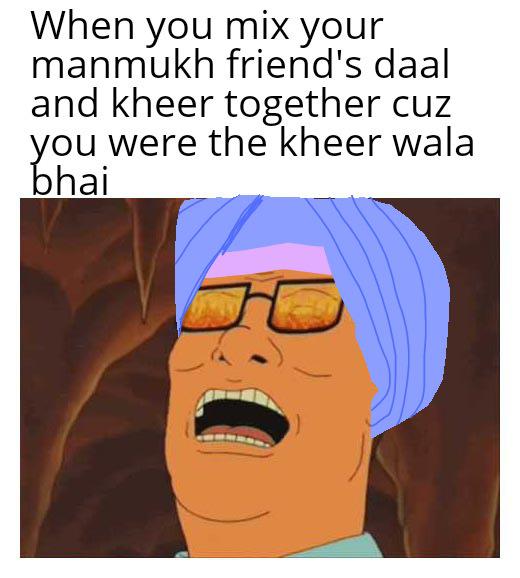 When you mix your
manmukh friend's daal
and kheer together cuz
you were the kheer wala
bhai